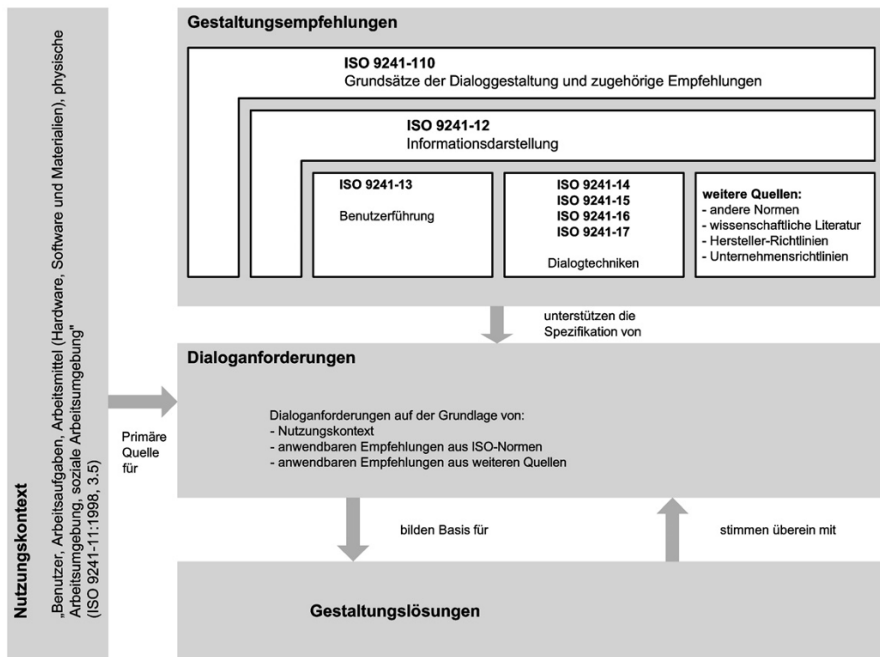 Gestaltungsempfehlungen
ISO 9241-110
Grundsätze der Dialoggestaltung und zugehörige Empfehlungen
ISO 9241-12
Informationsdarstellung
ISO 9241-13
Benutzerführung
ISO 9241-14
ISO 9241-15
ISO 9241-16
ISO 9241-17
Dialogtechniken
weitere Quellen:
- andere Normen
- wissenschaftliche Literatur
- Hersteller-Richtlinien
- Unternehmensrichtlinien
unterstützen die
Spezifikation von
Nutzungskontext
„Benutzer, Arbeitsaufgaben, Arbeitsmittel (Hardware, Software und Materialien), physische
Arbeitsumgebung, soziale Arbeitsumgebung"
(ISO 9241-11:1998, 3.5)
Primäre
Quelle
für
Dialoganforderungen
Dialoganforderungen auf der Grundlage von:
- Nutzungskontext
- anwendbaren Empfehlungen aus ISO-Normen
- anwendbaren Empfehlungen aus weiteren Quellen
bilden Basis für
stimmen überein mit
Gestaltungslösungen